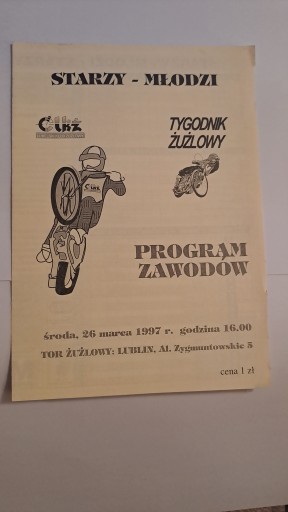 STARZY - MŁODZI
LKŻ
TYGODNIK
ŻUŻLOWY
PROGRAM
ZAWODÓW
środa, 26 marca 1997 r. godzina 16.00
TOR ŻUŻLOWY: LUBLIN, Al. Zygmuntowskie 5
cena 1 zł